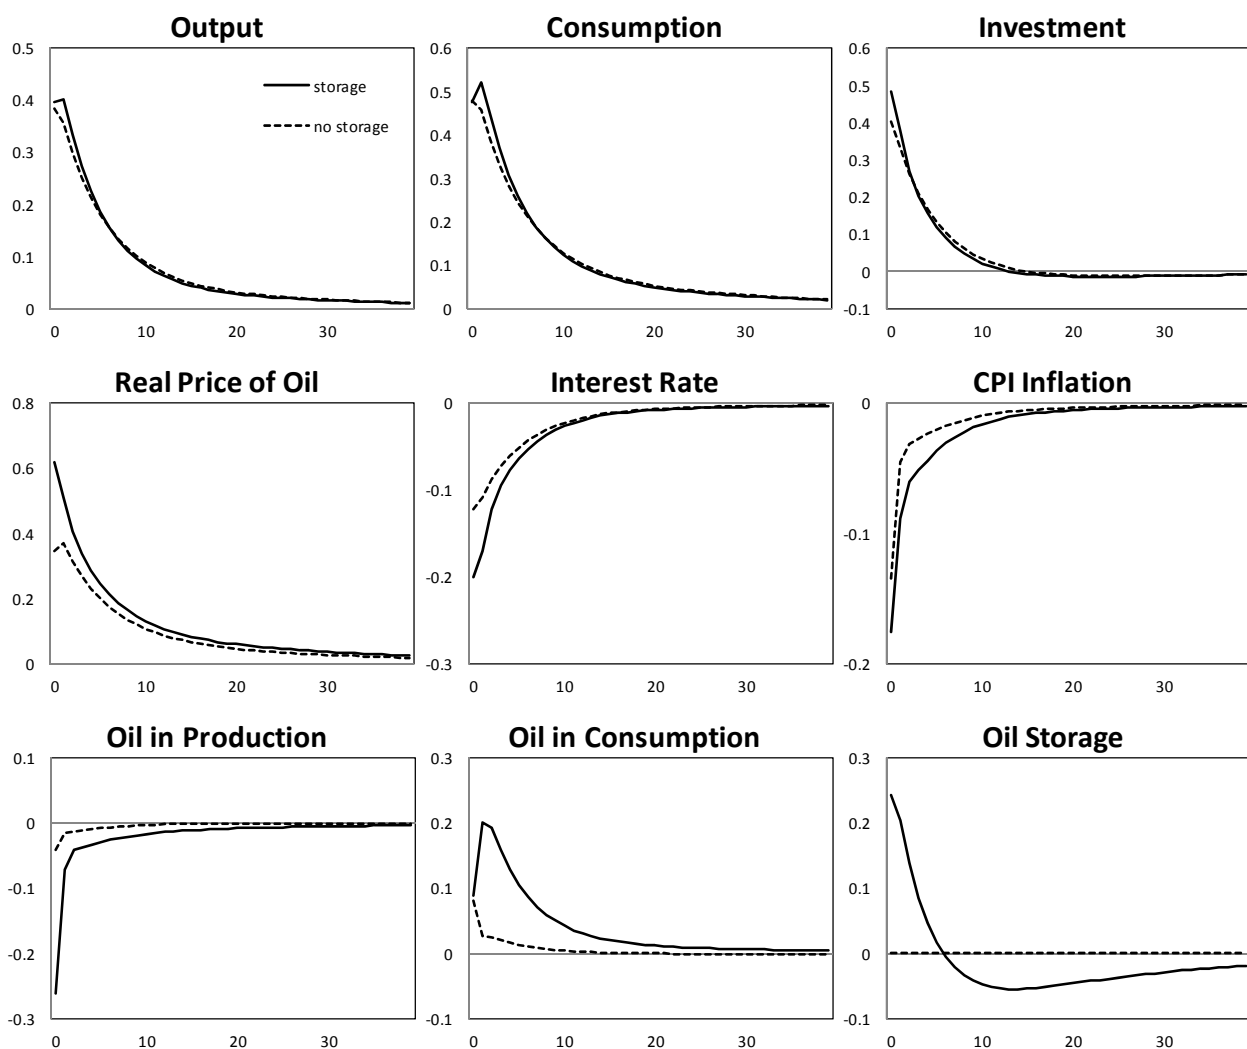 Output Consumption Investment
0.5 0.6 0.6
storage
no storage
0.4 0.5 0.5
0.3 0.4 0.4
0.2 0.3 0.3
0.1 0.2 0.2
0 0.1 0.1
0 0
-0.1
0 10 20 30 0 10 20 30 0 10 20 30
Real Price of Oil Interest Rate CPI Inflation
0.8 0 0
0.6 -0.1
0.4 -0.1
0.2 -0.2
0 -0.3 -0.2
0 10 20 30 0 10 20 30 0 10 20 30
Oil in Production Oil in Consumption Oil Storage
0.1 0.3 0.3
0 0.2 0.2
-0.1 0.1 0.1
-0.2 0 0
-0.3 -0.1 -0.1
0 10 20 30 0 10 20 30 0 10 20 30